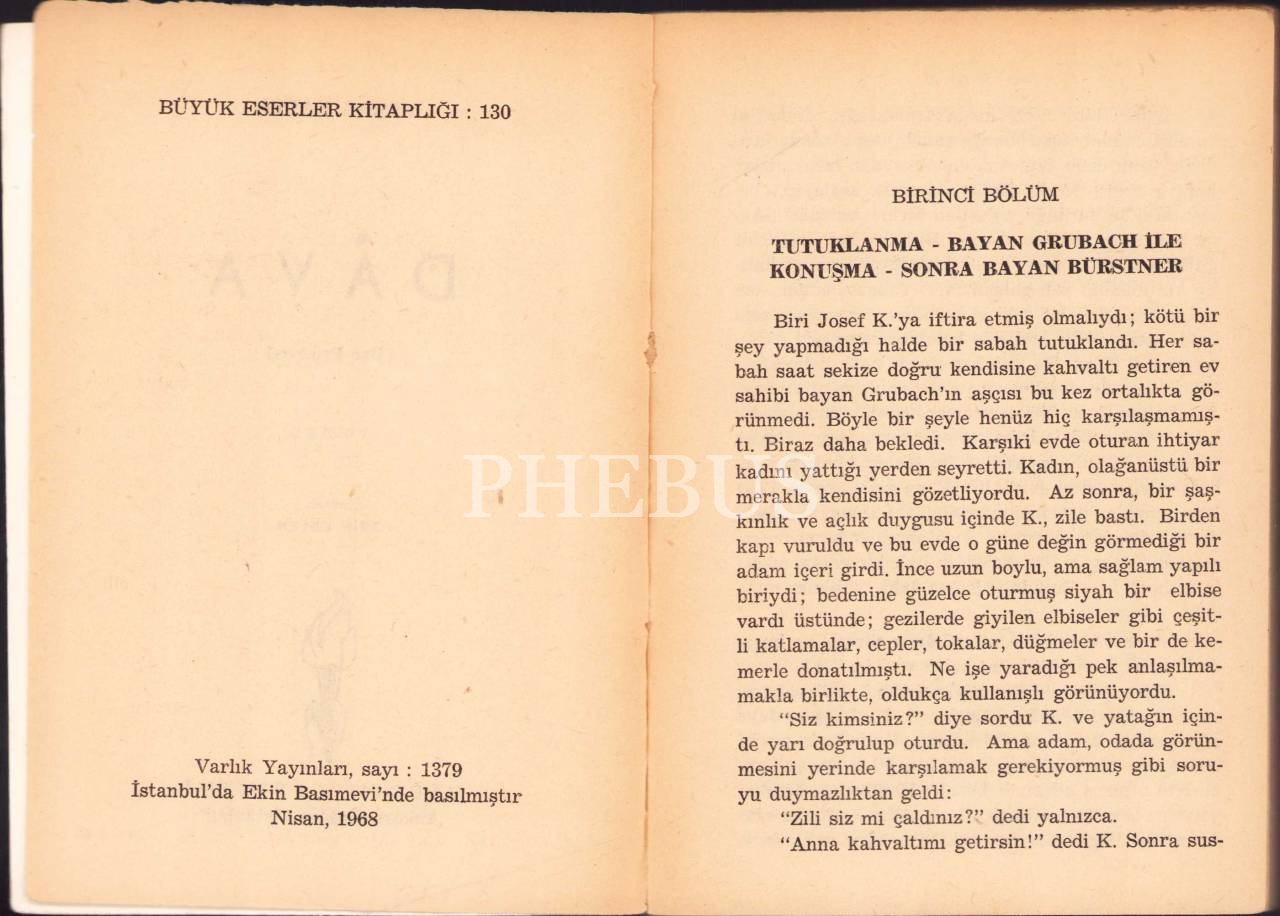 BÜYÜK ESERLER KİTAPLIĞI : 130
DÂVA
Varlık Yayınları, sayı : 1379
İstanbul'da Ekin Basımevi'nde basılmıştır
Nisan, 1968
PHEBUS
BİRİNCİ BÖLÜM
TUTUKLANMA - BAYAN GRUBACH İLE
KONUŞMA - SONRA BAYAN BÜRSTNER
Biri Josef K.'ya iftira etmiş olmalıydı; kötü bir
şey yapmadığı halde bir sabah tutuklandı. Her sa-
bah saat sekize doğru kendisine kahvaltı getiren ev
sahibi bayan Grubach'ın aşçısı bu kez ortalıkta gö-
rünmedi. Böyle bir şeyle henüz hiç karşılaşmamış-
tı. Biraz daha bekledi. Karşıki evde oturan ihtiyar
kadını yattığı yerden seyretti. Kadın, olağanüstü bir
merakla kendisini gözetliyordu. Az sonra, bir şaş-
kınlık ve açlık duygusu içinde K., zile bastı. Birden
kapı vuruldu ve bu evde o güne değin görmediği bir
adam içeri girdi. İnce uzun boylu, ama sağlam yapılı
biriydi; bedenine güzelce oturmuş siyah bir elbise
vardı üstünde; gezilerde giyilen elbiseler gibi çeşit-
li katlamalar, cepler, tokalar, düğmeler ve bir de ke-
merle donatılmıştı. Ne işe yaradığı pek anlaşılma-
makla birlikte, oldukça kullanışlı görünüyordu.
"Siz kimsiniz?" diye sordu K. ve yatağın için-
de yarı doğrulup oturdu. Ama adam, odada görün-
mesini yerinde karşılamak gerekiyormuş gibi soru-
yu duymazlıktan geldi:
"Zili siz mi çaldınız?" dedi yalnızca.
"Anna kahvaltımı getirsin!" dedi K. Sonra sus-